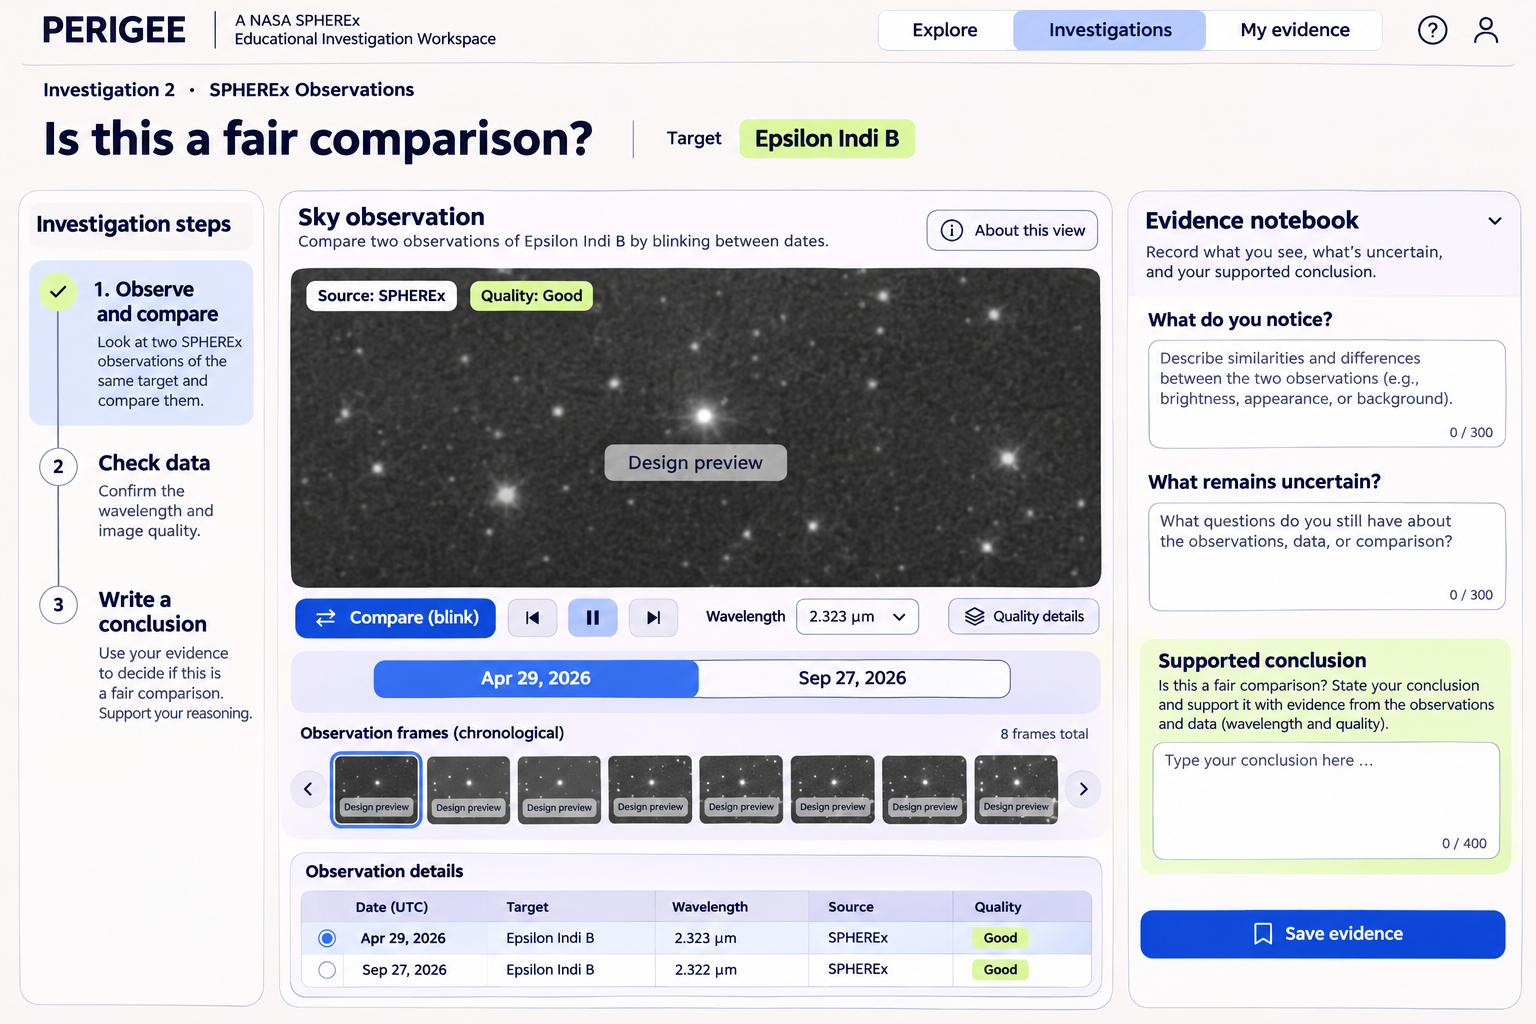 PERIGEE
A NASA SPHEREx
Educational Investigation Workspace
Explore
Investigations
My evidence
?
Investigation 2 • SPHEREx Observations
Is this a fair comparison?
Target
Epsilon Indi B
Investigation steps
1. Observe
and compare
Look at two SPHEREx
observations of the
same target and
compare them.
2
Check data
Confirm the
wavelength and
image quality.
3
Write a
conclusion
Use your evidence
to decide if this is
a fair comparison.
Support your reasoning.
Sky observation
Compare two observations of Epsilon Indi B by blinking between dates.
About this view
Source: SPHEREx
Quality: Good
Design preview
Compare (blink)
Wavelength
2.323 µm
Quality details
Apr 29, 2026
Sep 27, 2026
Observation frames (chronological)
8 frames total
Design preview
Design preview
Design preview
Design preview
Design preview
Design preview
Design preview
Design preview
Observation details
Date (UTC) Target Wavelength Source Quality
Apr 29, 2026 Epsilon Indi B 2.323 µm SPHEREx Good
Sep 27, 2026 Epsilon Indi B 2.322 µm SPHEREx Good
Evidence notebook
Record what you see, what's uncertain,
and your supported conclusion.
What do you notice?
Describe similarities and differences
between the two observations (e.g.,
brightness, appearance, or background).
0 / 300
What remains uncertain?
What questions do you still have about
the observations, data, or comparison?
0 / 300
Supported conclusion
Is this a fair comparison? State your conclusion
and support it with evidence from the observations
and data (wavelength and quality).
Type your conclusion here ...
0 / 400
Save evidence